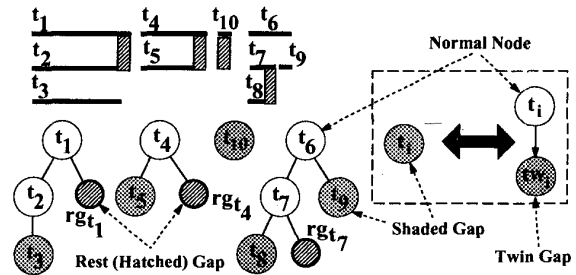 t1 t4 t10 t6
t2 t5 t7 t9
t3 t8
Normal Node
t1 t4 t10 t6 ti ti
t2 rgt1 t5 rgt4 t7 t9 twi
t3 t8 rgt7
Rest (Hatched) Gap
Shaded Gap
Twin Gap